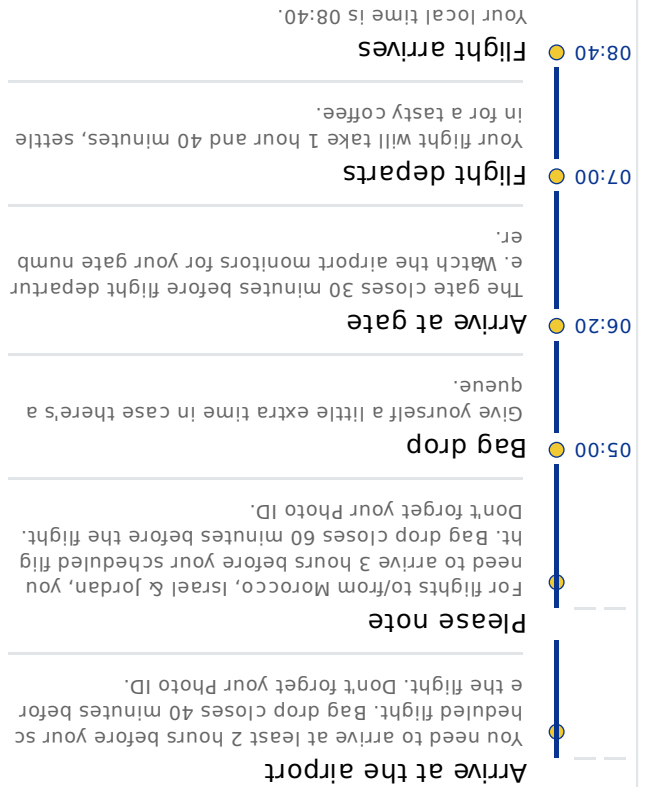 Arrive at the airport
You need to arrive at least 2 hours before your sc
heduled flight. Bag drop closes 40 minutes befor
e the flight. Don't forget your Photo ID.
Please note
For flights to/from Morocco, Israel & Jordan, you
need to arrive 3 hours before your scheduled flig
ht. Bag drop closes 60 minutes before the flight.
Don't forget your Photo ID.
05:00 Bag drop
Give yourself a little extra time in case there's a
queue.
06:20 Arrive at gate
The gate closes 30 minutes before flight departur
e. Watch the airport monitors for your gate numb
er.
07:00 Flight departs
Your flight will take 1 hour and 40 minutes, settle
in for a tasty coffee.
08:40 Flight arrives
Your local time is 08:40.